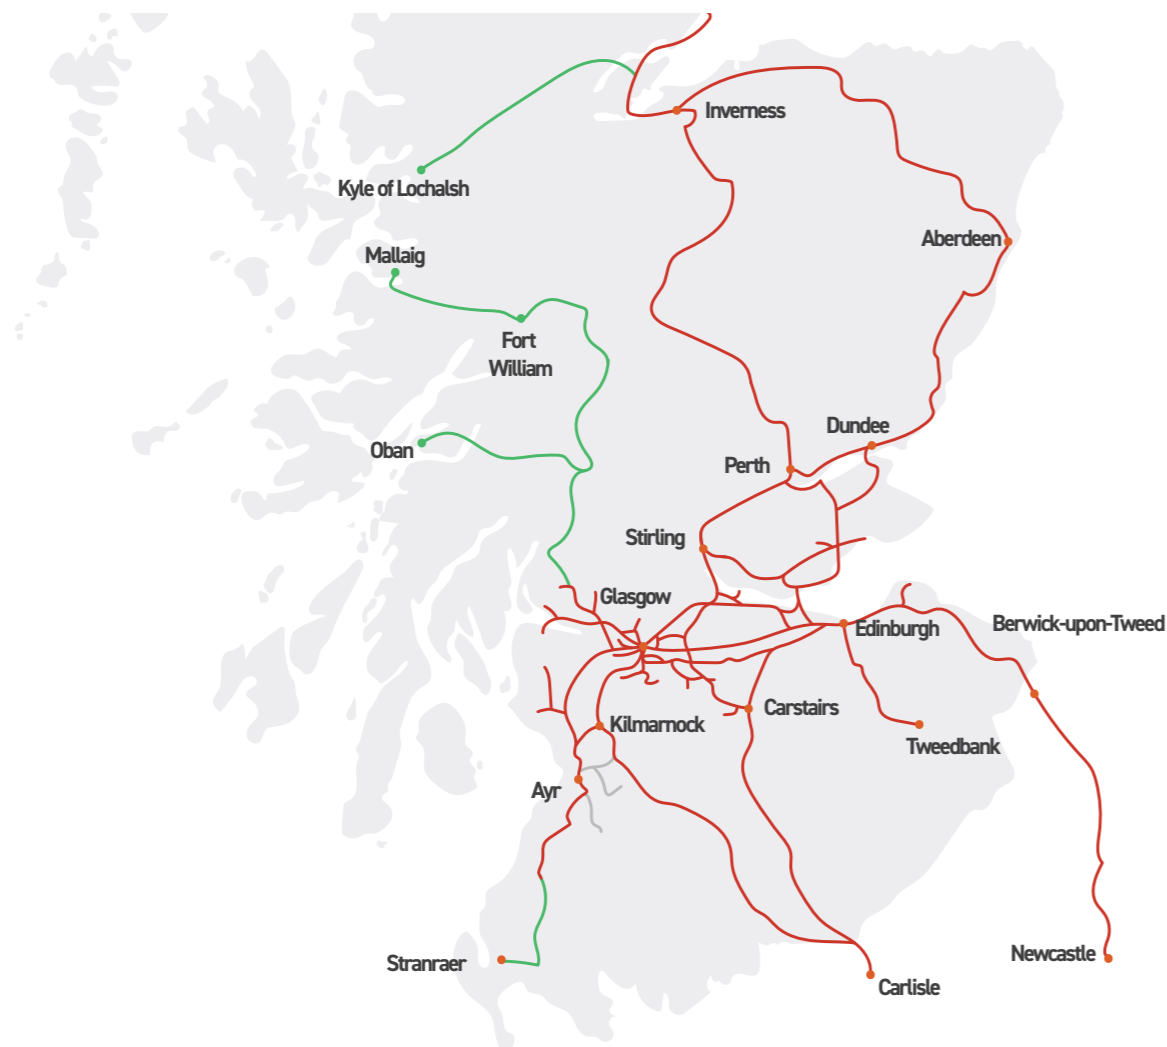 Inverness
Kyle of Lochalsh
Aberdeen
Mallaig
Fort
William
Dundee
Oban
Perth
Stirling
Glasgow
Edinburgh
Berwick-upon-Tweed
Carstairs
Kilmarnock
Tweedbank
Ayr
Newcastle
Stranraer
Carlisle